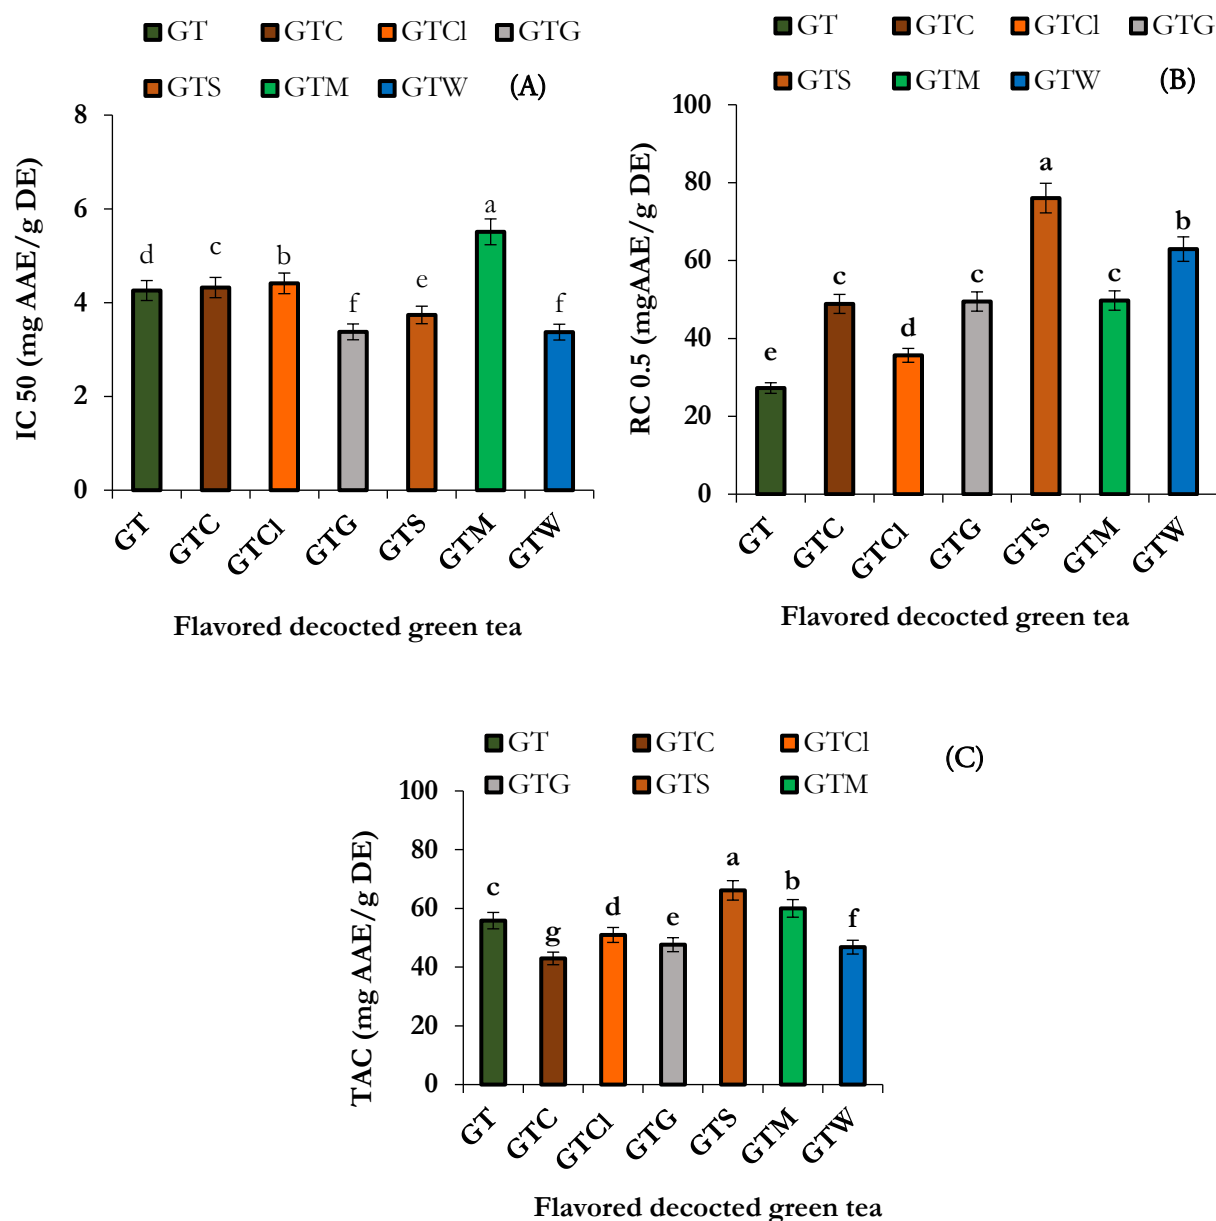 GT GTC GTCl GTG
GTS GTM GTW (A)
IC 50 (mg AAE/g DE)
8
6
4
2
0
d c b f e a f
GT GTC GTCl GTG GTS GTM GTW
Flavored decocted green tea
GT GTC GTCl GTG
GTS GTM GTW (B)
RC 0.5 (mgAAE/g DE)
100
80
60
40
20
0
e c d c a c b
GT GTC GTCl GTG GTS GTM GTW
Flavored decocted green tea
GT GTC GTCl (C)
GTG GTS GTM
TAC (mg AAE/g DE)
100
80
60
40
20
0
c g d e a b f
GT GTC GTCl GTG GTS GTM GTW
Flavored decocted green tea